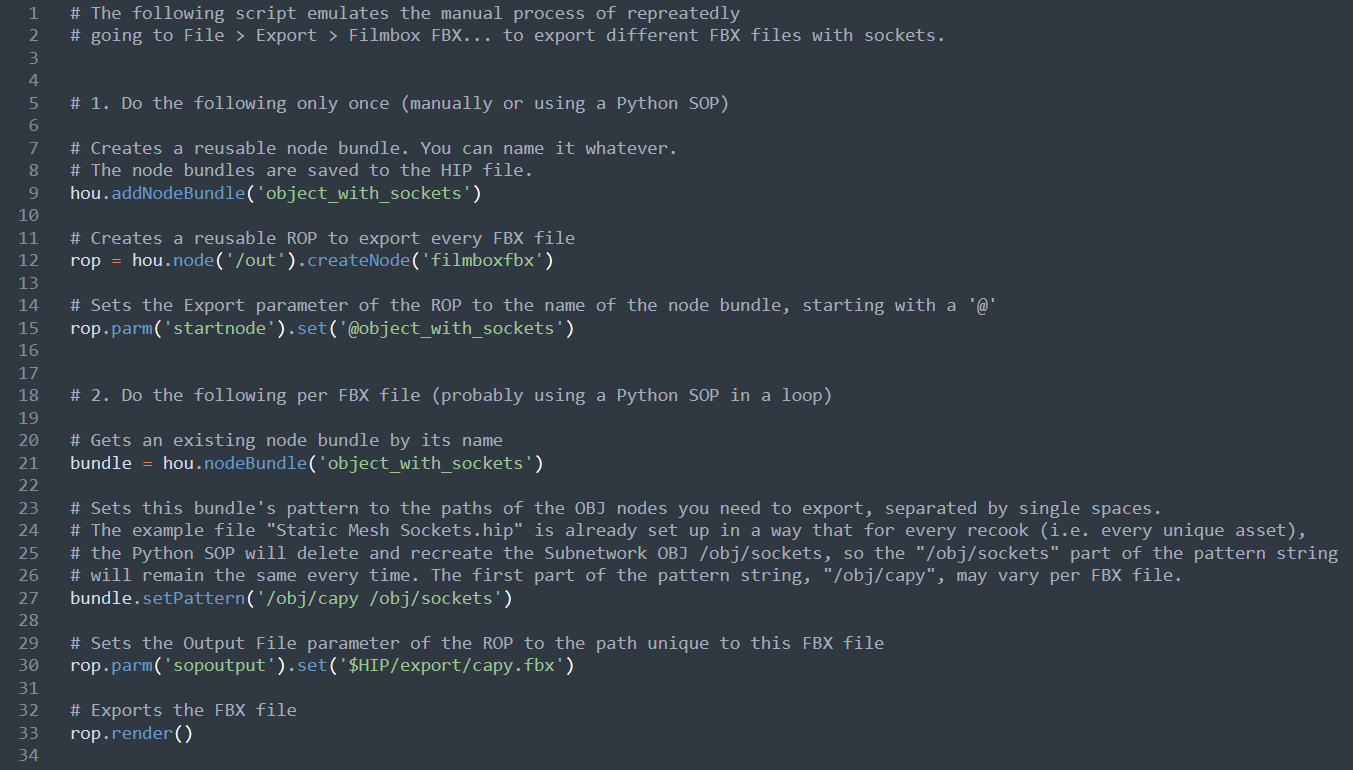 1 # The following script emulates the manual process of repreatedly
2 # going to File > Export > Filmbox FBX... to export different FBX files with sockets.
3
4
5 # 1. Do the following only once (manually or using a Python SOP)
6
7 # Creates a reusable node bundle. You can name it whatever.
8 # The node bundles are saved to the HIP file.
9 hou.addNodeBundle('object_with_sockets')
10
11 # Creates a reusable ROP to export every FBX file
12 rop = hou.node('/out').createNode('filmboxfbx')
13
14 # Sets the Export parameter of the ROP to the name of the node bundle, starting with a '@'
15 rop.parm('startnode').set('@object_with_sockets')
16
17
18 # 2. Do the following per FBX file (probably using a Python SOP in a loop)
19
20 # Gets an existing node bundle by its name
21 bundle = hou.nodeBundle('object_with_sockets')
22
23 # Sets this bundle's pattern to the paths of the OBJ nodes you need to export, separated by single spaces.
24 # The example file "Static Mesh Sockets.hip" is already set up in a way that for every recook (i.e. every unique asset),
25 # the Python SOP will delete and recreate the Subnetwork OBJ /obj/sockets, so the "/obj/sockets" part of the pattern string
26 # will remain the same every time. The first part of the pattern string, "/obj/capy", may vary per FBX file.
27 bundle.setPattern('/obj/capy /obj/sockets')
28
29 # Sets the Output File parameter of the ROP to the path unique to this FBX file
30 rop.parm('sopoutput').set('$HIP/export/capy.fbx')
31
32 # Exports the FBX file
33 rop.render()
34